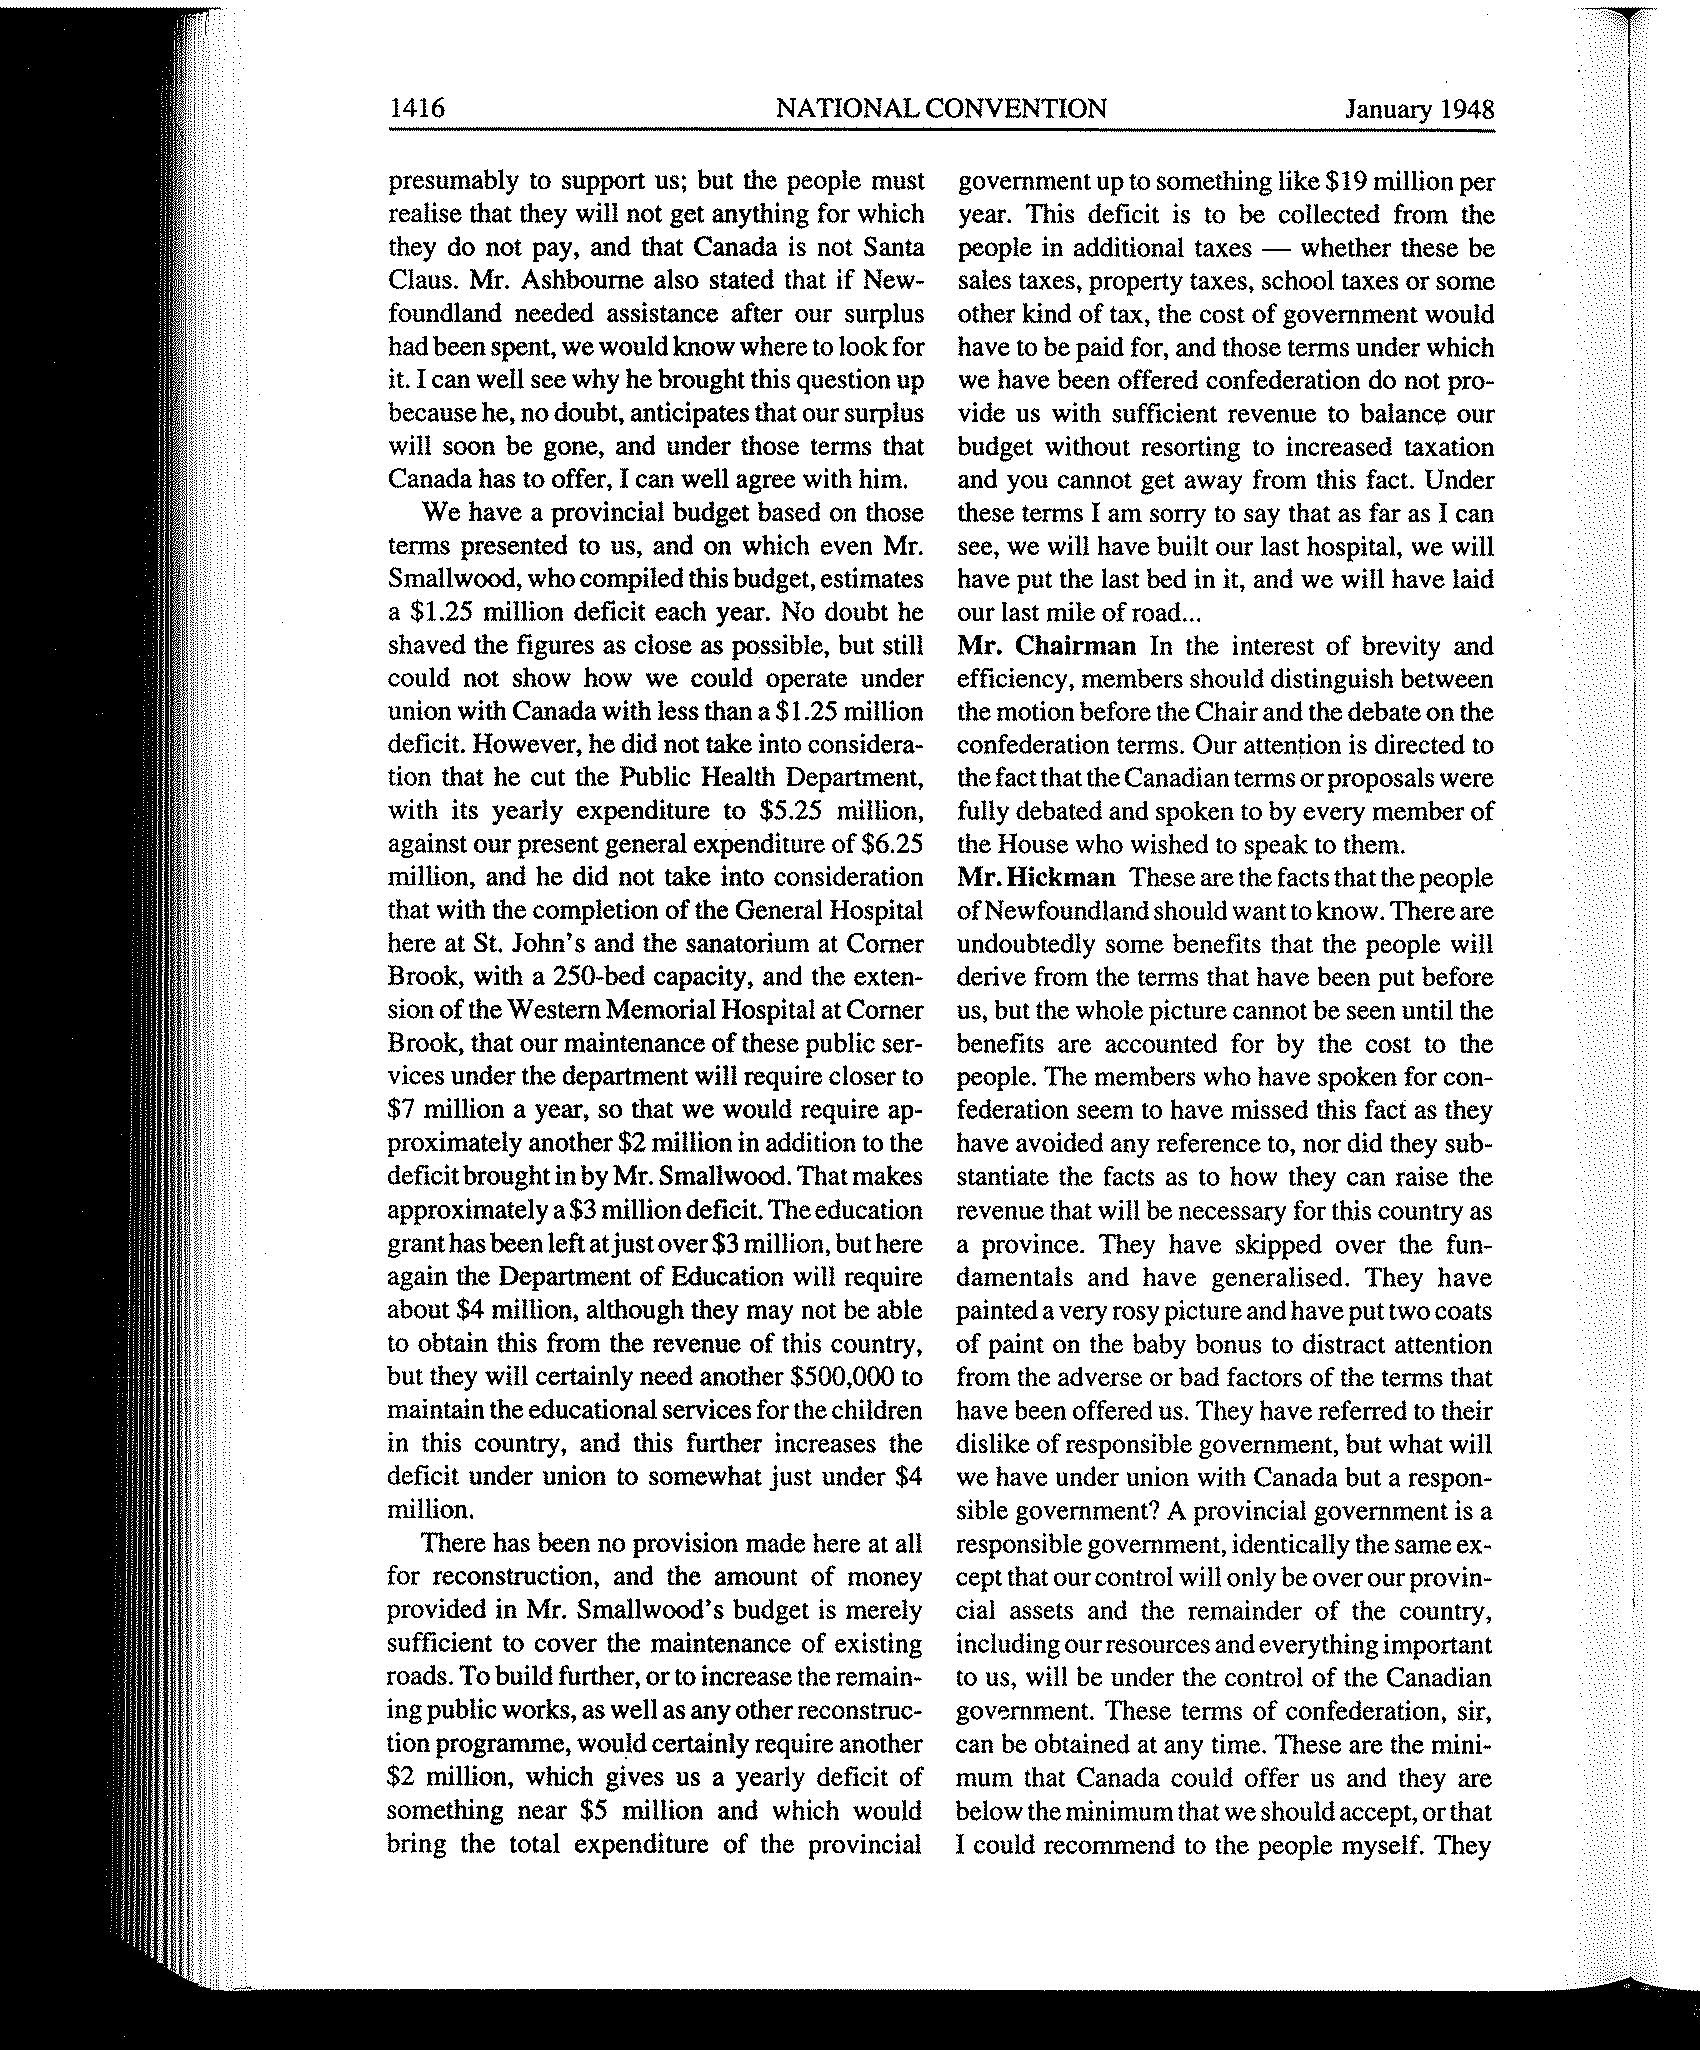 1416 NATIONAL CONVENTION January 1948
presumably to support us; but the people must
realise that they will not get anything for which
they do not pay, and that Canada is not Santa
Claus. Mr. Ashbourne also stated that if New-
foundland needed assistance after our surplus
had been spent, we would know where to look for
it. I can well see why he brought this question up
because he, no doubt, anticipates that our surplus
will soon be gone, and under those terms that
Canada has to offer, I can well agree with him.
We have a provincial budget based on those
terms presented to us, and on which even Mr.
Smallwood, who compiled this budget, estimates
a $1.25 million deficit each year. No doubt he
shaved the figures as close as possible, but still
could not show how we could operate under
union with Canada with less than a $1.25 million
deficit. However, he did not take into considera-
tion that he cut the Public Health Department,
with its yearly expenditure to $5.25 million,
against our present general expenditure of $6.25
million, and he did not take into consideration
that with the completion of the General Hospital
here at St. John's and the sanatorium at Corner
Brook, with a 250-bed capacity, and the exten-
sion of the Western Memorial Hospital at Corner
Brook, that our maintenance of these public ser-
vices under the department will require closer to
$7 million a year, so that we would require ap-
proximately another $2 million in addition to the
deficit brought in by Mr. Smallwood. That makes
approximately a $3 million deficit. The education
grant has been left at just over $3 million, but here
again the Department of Education will require
about $4 million, although they may not be able
to obtain this from the revenue of this country,
but they will certainly need another $500,000 to
maintain the educational services for the children
in this country, and this further increases the
deficit under union to somewhat just under $4
million.
There has been no provision made here at all
for reconstruction, and the amount of money
provided in Mr. Smallwood's budget is merely
sufficient to cover the maintenance of existing
roads. To build further, or to increase the remain-
ing public works, as well as any other reconstruc-
tion programme, would certainly require another
$2 million, which gives us a yearly deficit of
something near $5 million and which would
bring the total expenditure of the provincial
government up to something like $19 million per
year. This deficit is to be collected from the
people in additional taxes — whether these be
sales taxes, property taxes, school taxes or some
other kind of tax, the cost of government would
have to be paid for, and those terms under which
we have been offered confederation do not pro-
vide us with sufficient revenue to balance our
budget without resorting to increased taxation
and you cannot get away from this fact. Under
these terms I am sorry to say that as far as I can
see, we will have built our last hospital, we will
have put the last bed in it, and we will have laid
our last mile of road...
Mr. Chairman In the interest of brevity and
efficiency, members should distinguish between
the motion before the Chair and the debate on the
confederation terms. Our attention is directed to
the fact that the Canadian terms or proposals were
fully debated and spoken to by every member of
the House who wished to speak to them.
Mr. Hickman These are the facts that the people
of Newfoundland should want to know. There are
undoubtedly some benefits that the people will
derive from the terms that have been put before
us, but the whole picture cannot be seen until the
benefits are accounted for by the cost to the
people. The members who have spoken for con-
federation seem to have missed this fact as they
have avoided any reference to, nor did they sub-
stantiate the facts as to how they can raise the
revenue that will be necessary for this country as
a province. They have skipped over the fun-
damentals and have generalised. They have
painted a very rosy picture and have put two coats
of paint on the baby bonus to distract attention
from the adverse or bad factors of the terms that
have been offered us. They have referred to their
dislike of responsible government, but what will
we have under union with Canada but a respon-
sible government? A provincial government is a
responsible government, identically the same ex-
cept that our control will only be over our provin-
cial assets and the remainder of the country,
including our resources and everything important
to us, will be under the control of the Canadian
government. These terms of confederation, sir,
can be obtained at any time. These are the mini-
mum that Canada could offer us and they are
below the minimum that we should accept, or that
I could recommend to the people myself. They